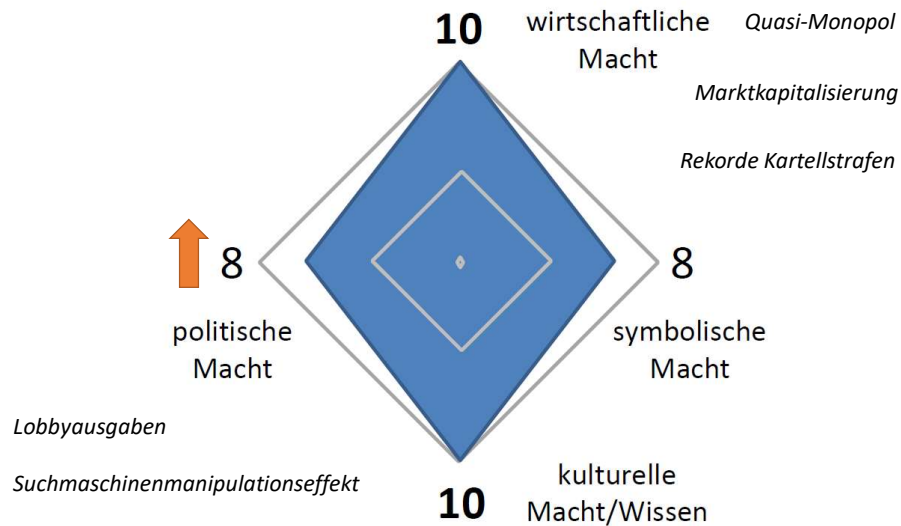 10
wirtschaftliche
Macht
Quasi-Monopol
Marktkapitalisierung
Rekorde Kartellstrafen
8
politische
Macht
8
symbolische
Macht
Lobbyausgaben
Suchmaschinenmanipulationseffekt
10
kulturelle
Macht/Wissen